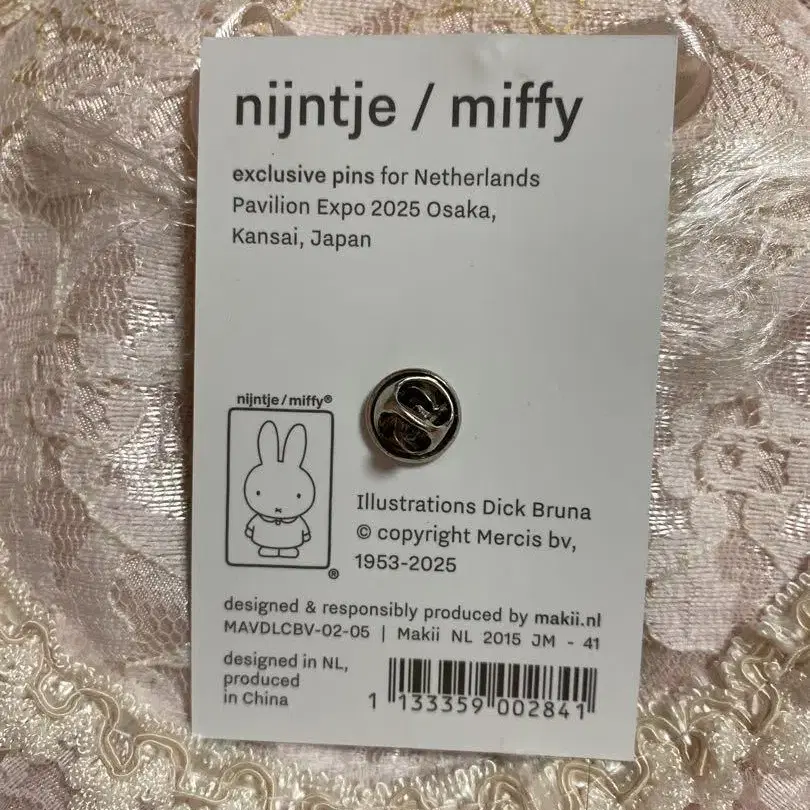 nijntje / miffy
exclusive pins for Netherlands
Pavilion Expo 2025 Osaka,
Kansai, Japan
nijntje / miffy®
®
Illustrations Dick Bruna
© copyright Mercis bv,
1953-2025
designed & responsibly produced by makii.nl
MAVDLCBV-02-05 | Makii NL 2015 JM - 41
designed in NL,
produced
in China
1 133359 002841